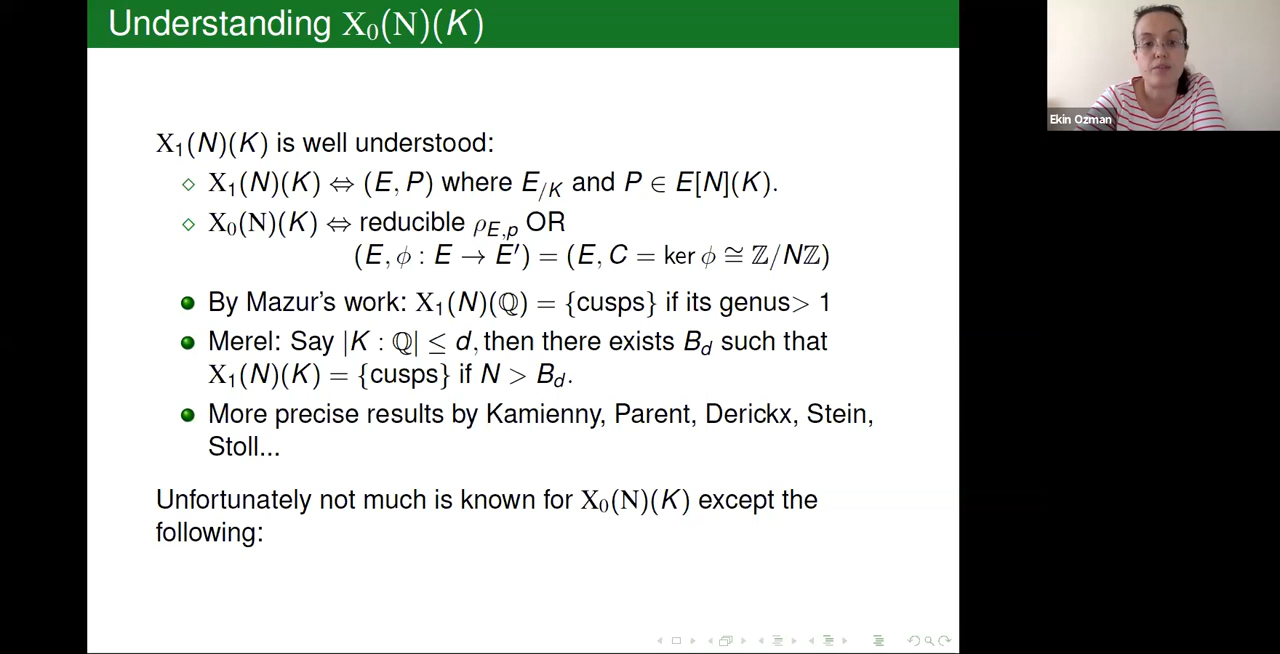 Understanding X₀(N)(K)
X₁(N)(K) is well understood:
◇ X₁(N)(K) ⇔ (E, P) where E/K and P ∈ E[N](K).
◇ X₀(N)(K) ⇔ reducible ρE,p OR
(E, ϕ : E → E′) = (E, C = ker ϕ ≅ ℤ/Nℤ)
● By Mazur's work: X₁(N)(ℚ) = {cusps} if its genus> 1
● Merel: Say |K : ℚ| ≤ d, then there exists Bd such that
X₁(N)(K) = {cusps} if N > Bd.
● More precise results by Kamienny, Parent, Derickx, Stein,
Stoll...
Unfortunately not much is known for X₀(N)(K) except the
following:
Ekin Ozman